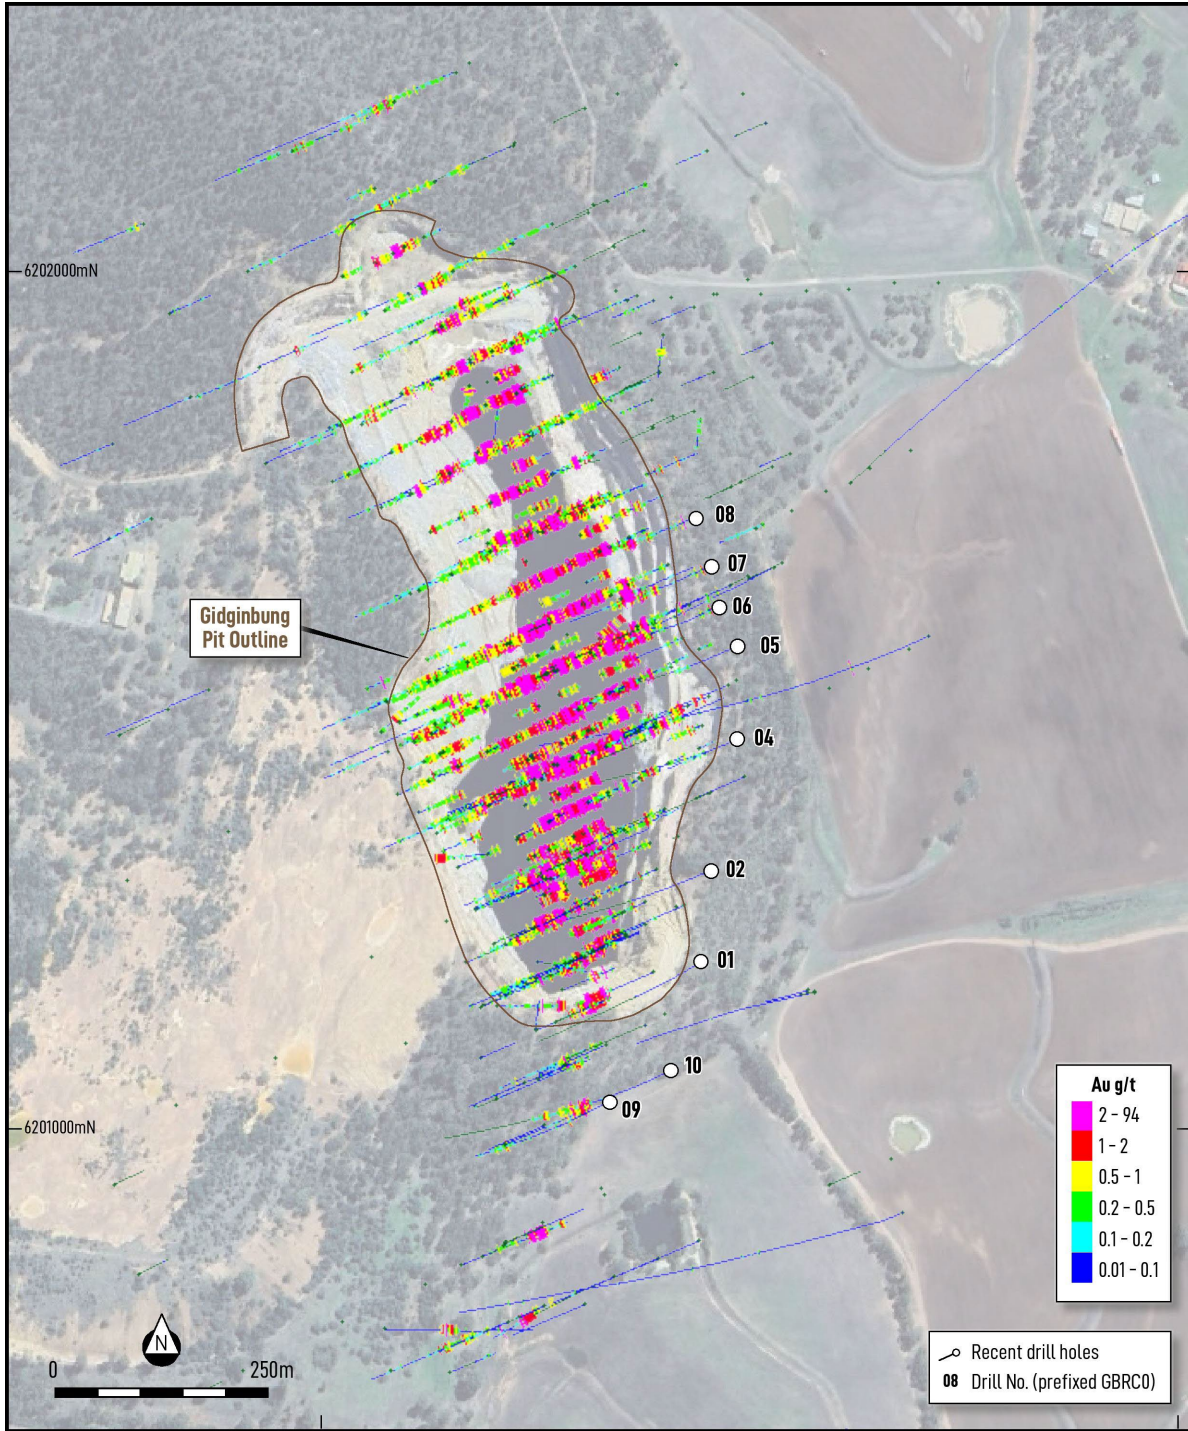 6202000mN
08
07
06
Gidginbung
Pit Outline
05
04
02
01
10
09
6201000mN
Au g/t
2 - 94
1 - 2
0.5 - 1
0.2 - 0.5
0.1 - 0.2
0.01 - 0.1
N
0 250m
Recent drill holes
08 Drill No. (prefixed GBRC0)